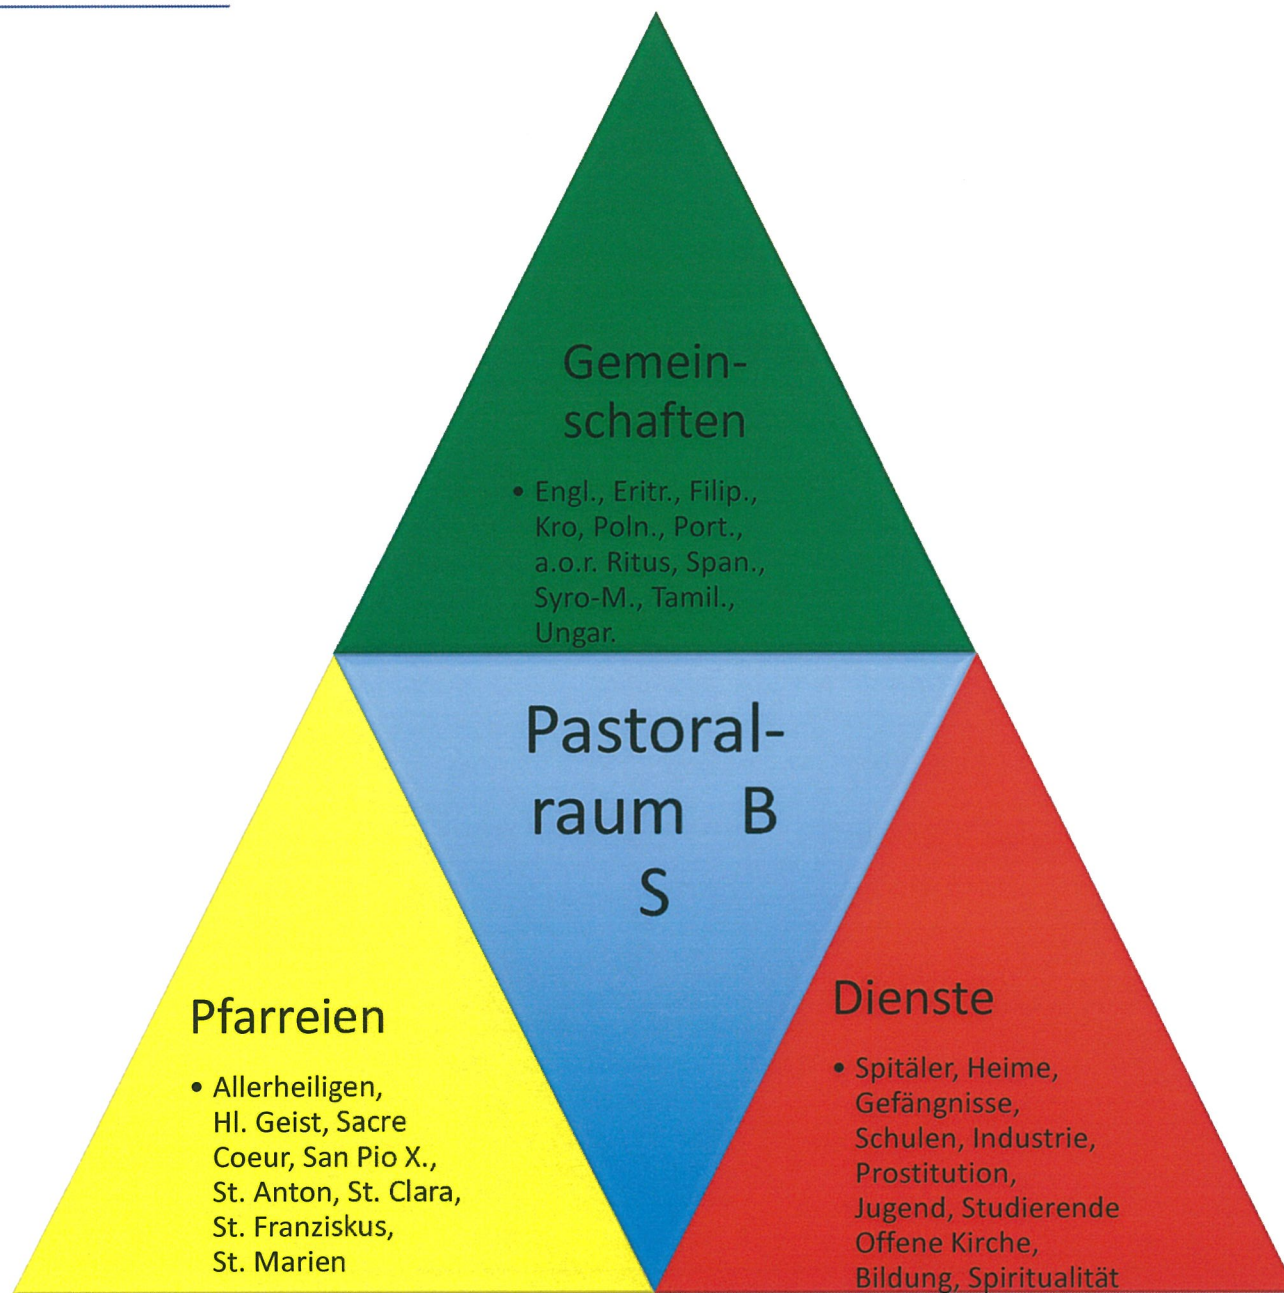 Gemein-
schaften
• Engl., Eritr., Filip.,
Kro, Poln., Port.,
a.o.r. Ritus, Span.,
Syro-M., Tamil.,
Ungar.
Pastoral-
raum B
S
Pfarreien
• Allerheiligen,
Hl. Geist, Sacre
Coeur, San Pio X.,
St. Anton, St. Clara,
St. Franziskus,
St. Marien
Dienste
• Spitäler, Heime,
Gefängnisse,
Schulen, Industrie,
Prostitution,
Jugend, Studierende
Offene Kirche,
Bildung, Spiritualität